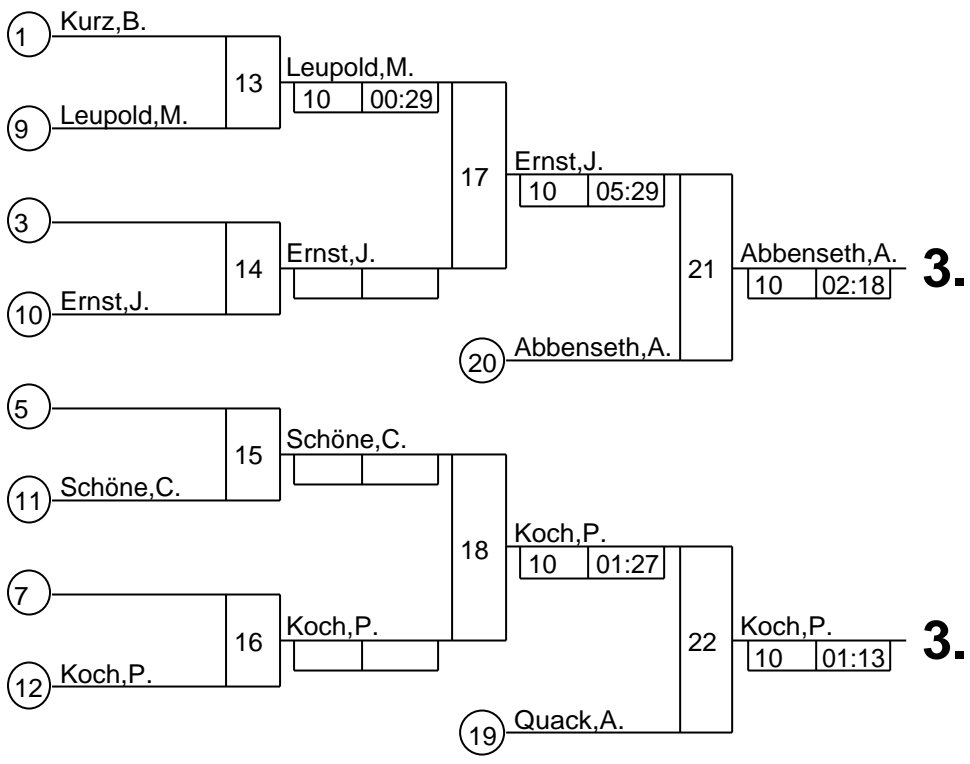 1 Kurz,B.
13 Leupold,M.
10 00:29
9 Leupold,M.
17 Ernst,J.
10 05:29
3
14 Ernst,J.
10 Ernst,J.
21 Abbenseth,A. 3.
10 02:18
20 Abbenseth,A.
5
15 Schöne,C.
11 Schöne,C.
18 Koch,P.
10 01:27
7
16 Koch,P.
12 Koch,P.
22 Koch,P. 3.
10 01:13
19 Quack,A.